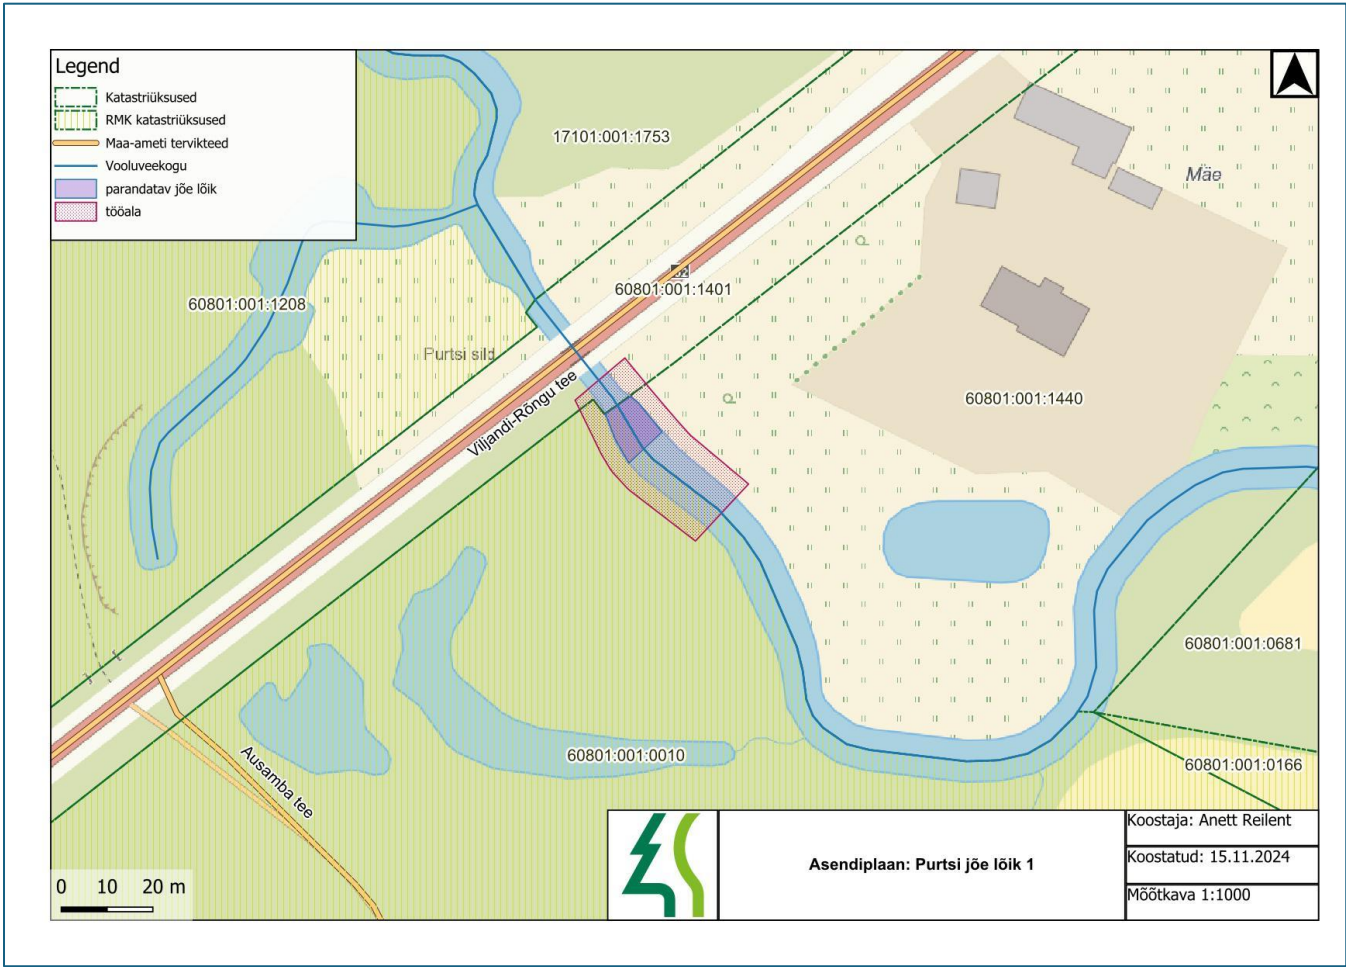 Legend
Katastriüksused
RMK katastriüksused
Maa-ameti tervikteed
Vooluveekogu
parandatav jõe lõik
tööala
17101:001:1753
Mäe
60801:001:1208
60801:001:1401
Purtsi sild
Viljandi-Rõngu tee
60801:001:1440
60801:001:0681
60801:001:0010
60801:001:0166
Ausamba tee
0 10 20 m
Asendiplaan: Purtsi jõe lõik 1
Koostaja: Anett Reilent
Koostatud: 15.11.2024
Mõõtkava 1:1000